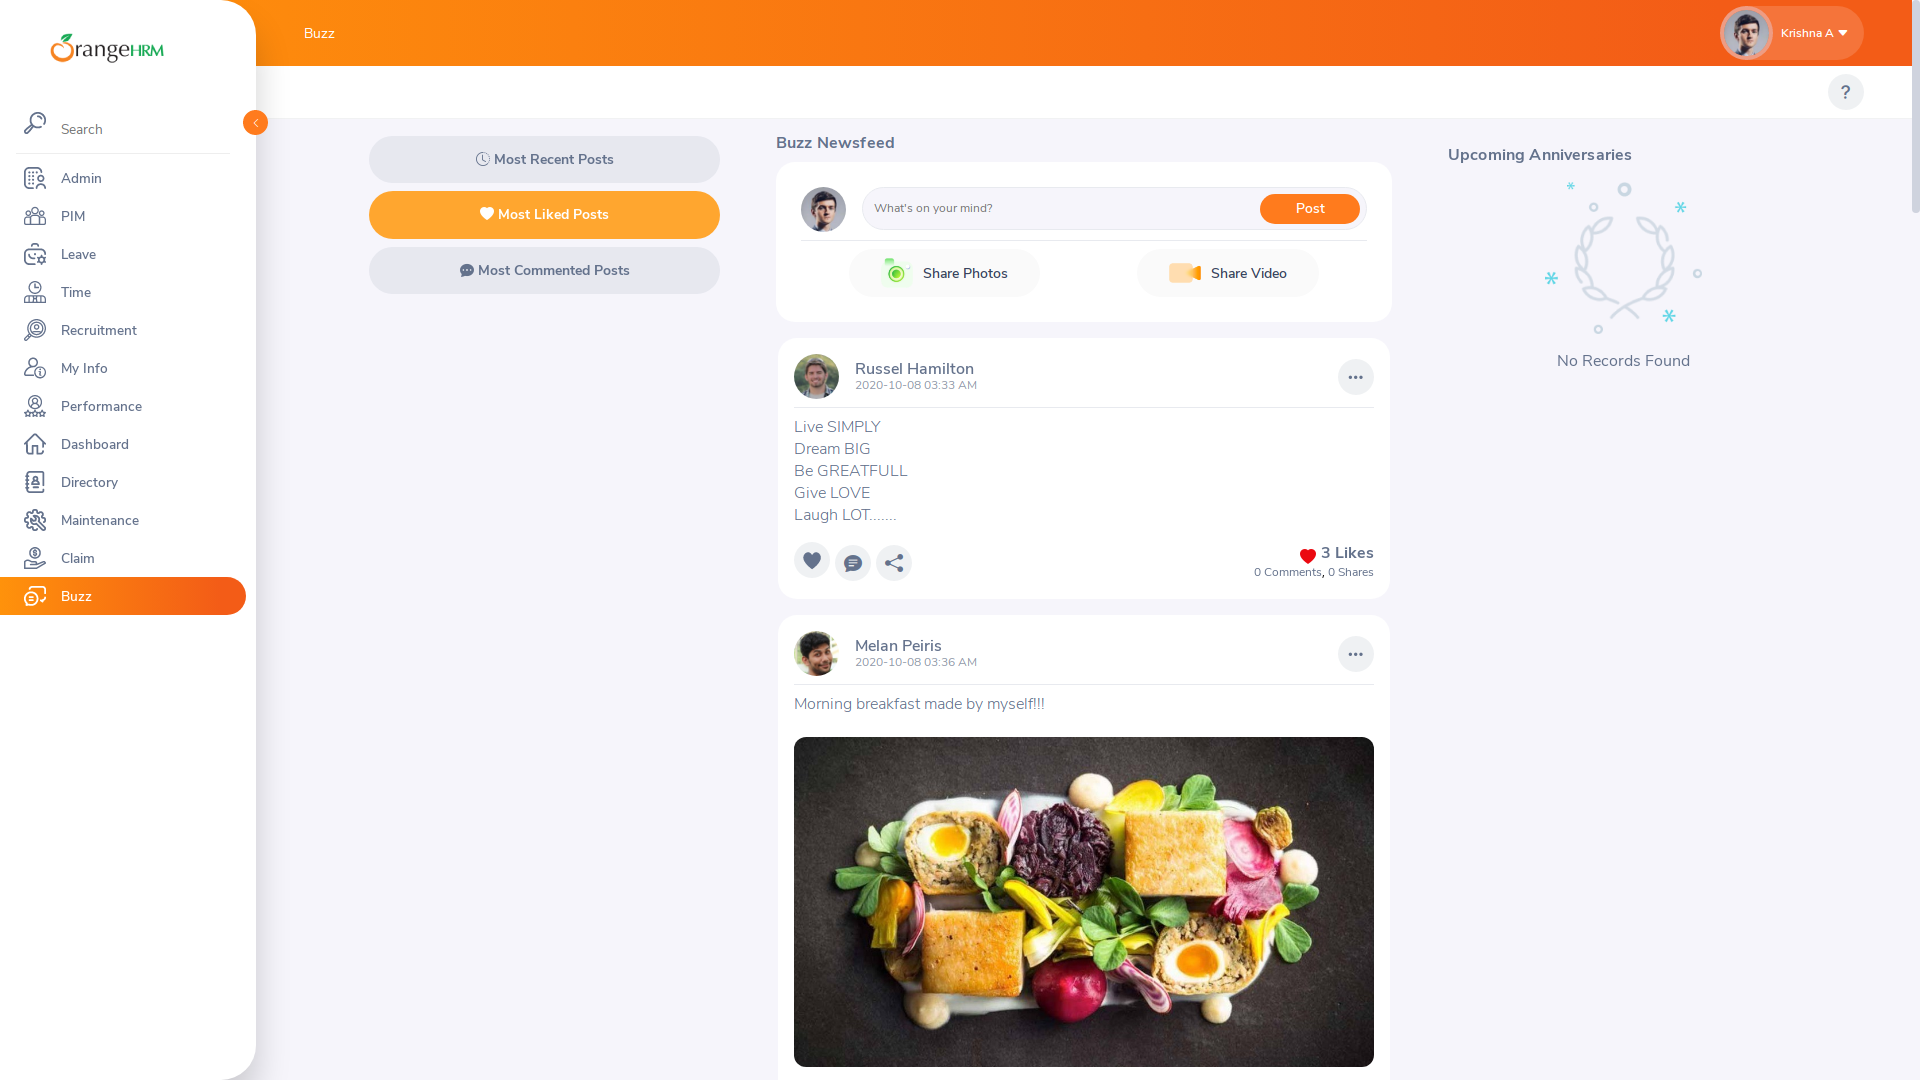 OrangeHRM
Search
Admin
PIM
Leave
Time
Recruitment
My Info
Performance
Dashboard
Directory
Maintenance
Claim
Buzz
Buzz
Krishna A
?
Most Recent Posts
Most Liked Posts
Most Commented Posts
Buzz Newsfeed
What's on your mind?
Post
Share Photos
Share Video
Russel Hamilton
2020-10-08 03:33 AM
Live SIMPLY
Dream BIG
Be GREATFULL
Give LOVE
Laugh LOT.......
3 Likes
0 Comments, 0 Shares
Melan Peiris
2020-10-08 03:36 AM
Morning breakfast made by myself!!!
Upcoming Anniversaries
No Records Found